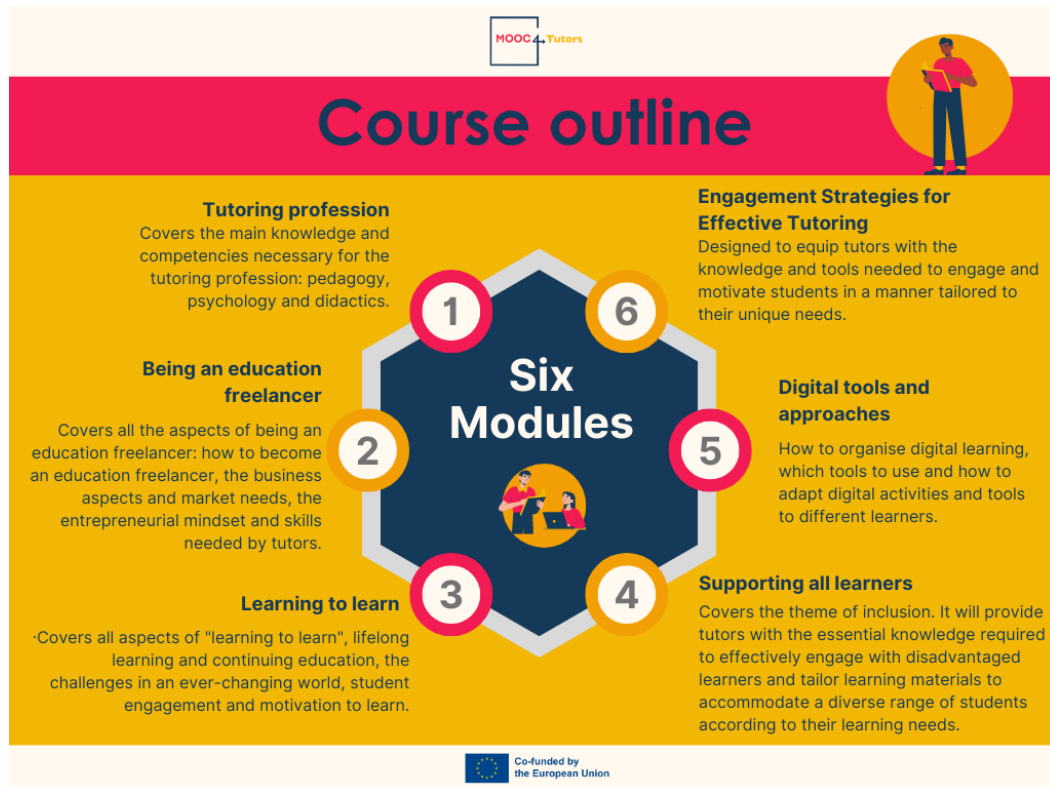 MOOC4Tutors
Course outline
Tutoring profession
Covers the main knowledge and
competencies necessary for the
tutoring profession: pedagogy,
psychology and didactics.
1
Being an education
freelancer
Covers all the aspects of being an
education freelancer: how to become
an education freelancer, the business
aspects and market needs, the
entrepreneurial mindset and skills
needed by tutors.
2
Learning to learn
·Covers all aspects of "learning to learn", lifelong
learning and continuing education, the
challenges in an ever-changing world, student
engagement and motivation to learn.
3
Six
Modules
Supporting all learners
Covers the theme of inclusion. It will provide
tutors with the essential knowledge required
to effectively engage with disadvantaged
learners and tailor learning materials to
accommodate a diverse range of students
according to their learning needs.
4
Digital tools and
approaches
How to organise digital learning,
which tools to use and how to
adapt digital activities and tools
to different learners.
5
Engagement Strategies for
Effective Tutoring
Designed to equip tutors with the
knowledge and tools needed to engage and
motivate students in a manner tailored to
their unique needs.
6
Co-funded by
the European Union